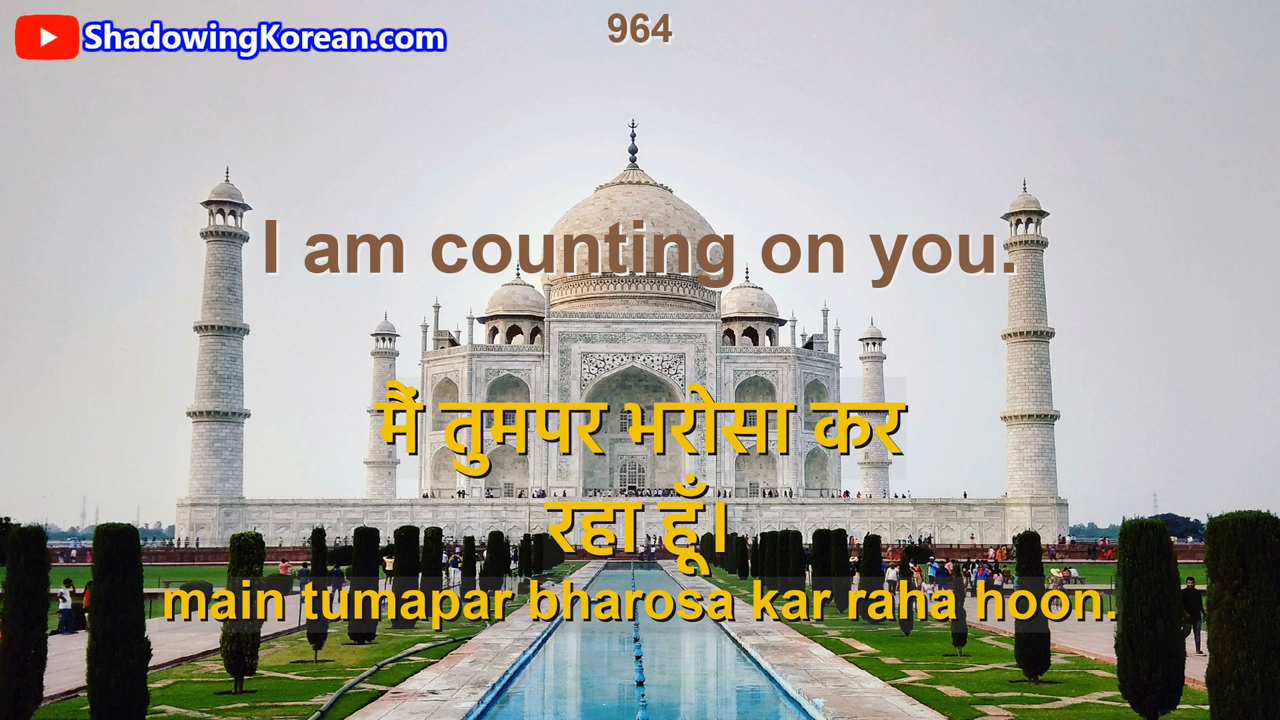 ShadowingKorean.com
964
I am counting on you.
मैं तुमपर भरोसा कर
रहा हूँ।
main tumapar bharosa kar raha hoon.